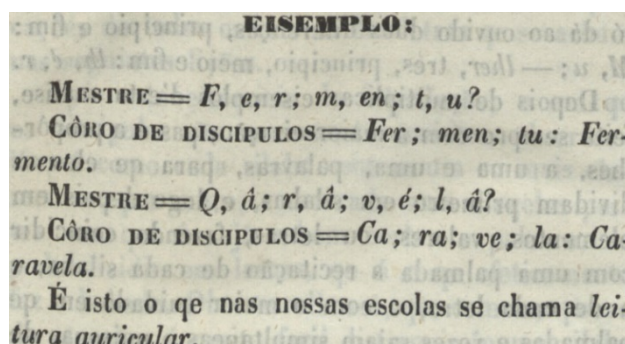 EISEMPLO:
MESTRE═F, e, r; m, en, t, u?
CÔRO DE DISCIPULOS═Fer; men; tu: Fer-
mento.
MESTRE═Q, â; r, â; v, é; l, â?
CÔRO DE DISCIPULOS═Ca; ra; ve; la: Ca-
ravela.
É isto o qe nas nossas escolas se chama lei-
tura auricular.